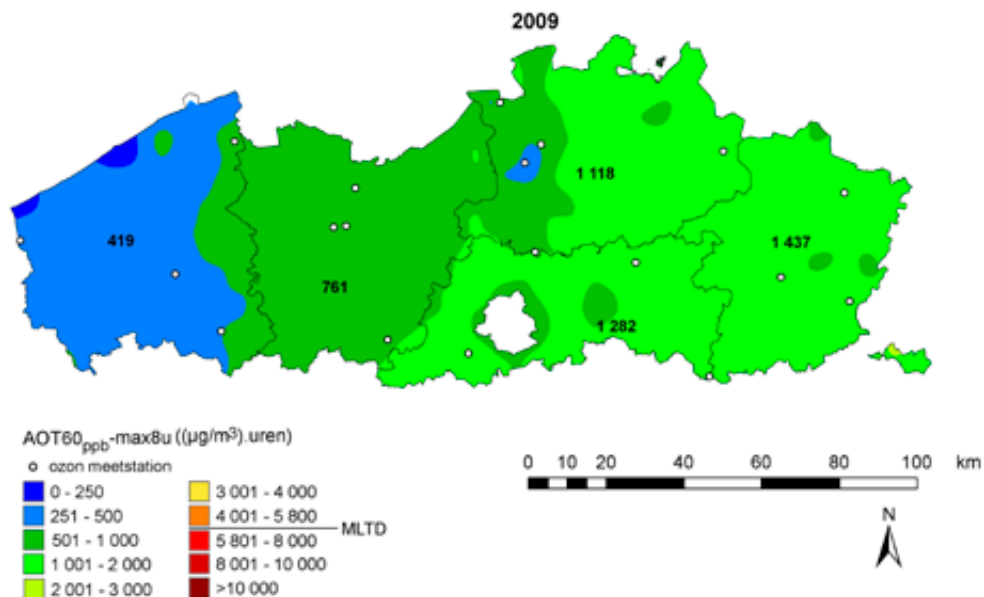 2009
419
761
1 118
1 437
1 282
AOT60ppb-max8u ((µg/m³).uren)
ozon meetstation
0 - 250
251 - 500
501 - 1 000
1 001 - 2 000
2 001 - 3 000
3 001 - 4 000
4 001 - 5 800
MLTD
5 801 - 8 000
8 001 - 10 000
>10 000
0 10 20 40 60 80 100 km
N